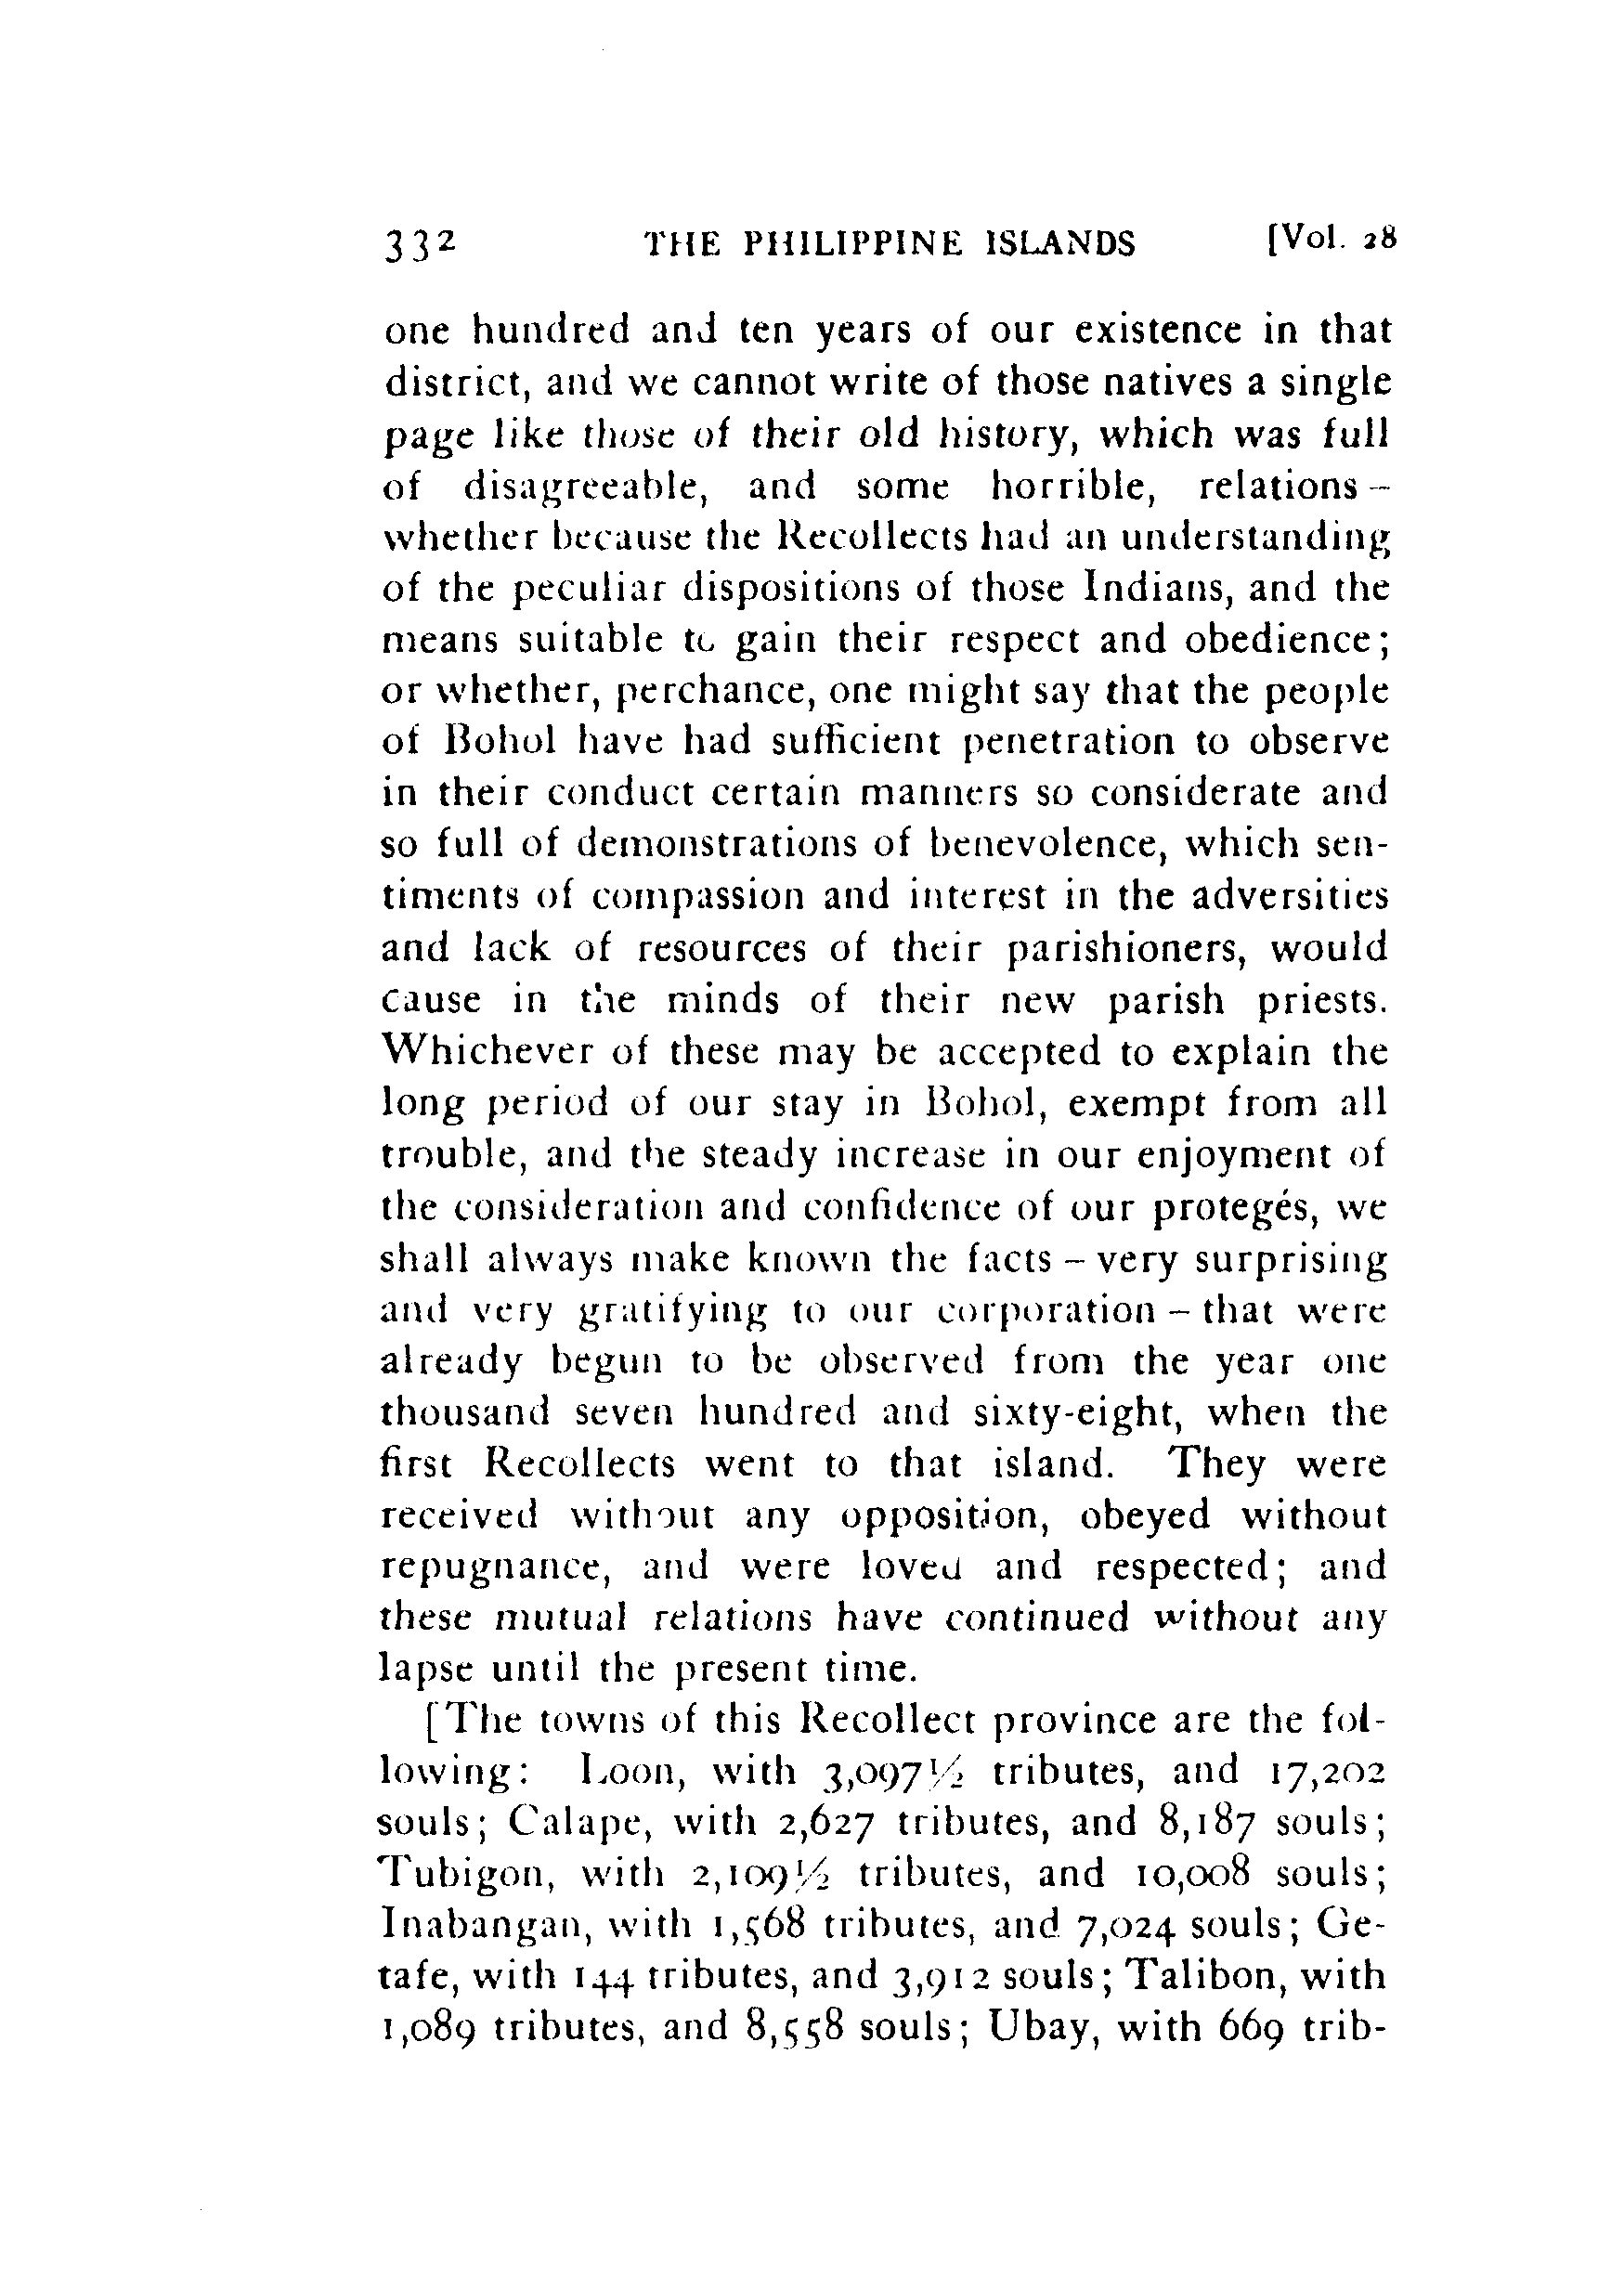 332 THE PHILIPPINE ISLANDS [Vol. 28
one hundred and ten years of our existence in that
district, and we cannot write of those natives a single
page like those of their old history, which was full
of disagreeable, and some horrible, relations –
whether because the Recollects had an understanding
of the peculiar dispositions of those Indians, and the
means suitable to gain their respect and obedience;
or whether, perchance, one might say that the people
of Bohol have had sufficient penetration to observe
in their conduct certain manners so considerate and
so full of demonstrations of benevolence, which sen-
timents of compassion and interest in the adversities
and lack of resources of their parishioners, would
cause in the minds of their new parish priests.
Whichever of these may be accepted to explain the
long period of our stay in Bohol, exempt from all
trouble, and the steady increase in our enjoyment of
the consideration and confidence of our protegés, we
shall always make known the facts – very surprising
and very gratifying to our corporation – that were
already begun to be observed from the year one
thousand seven hundred and sixty-eight, when the
first Recollects went to that island. They were
received without any opposition, obeyed without
repugnance, and were loved and respected; and
these mutual relations have continued without any
lapse until the present time.
[The towns of this Recollect province are the fol-
lowing: Loon, with 3,097½ tributes, and 17,202
souls; Calape, with 2,627 tributes, and 8,187 souls;
Tubigon, with 2,109½ tributes, and 10,008 souls;
Inabangan, with 1,568 tributes, and 7,024 souls; Ge-
tafe, with 144 tributes, and 3,912 souls; Talibon, with
1,089 tributes, and 8,558 souls; Ubay, with 669 trib-